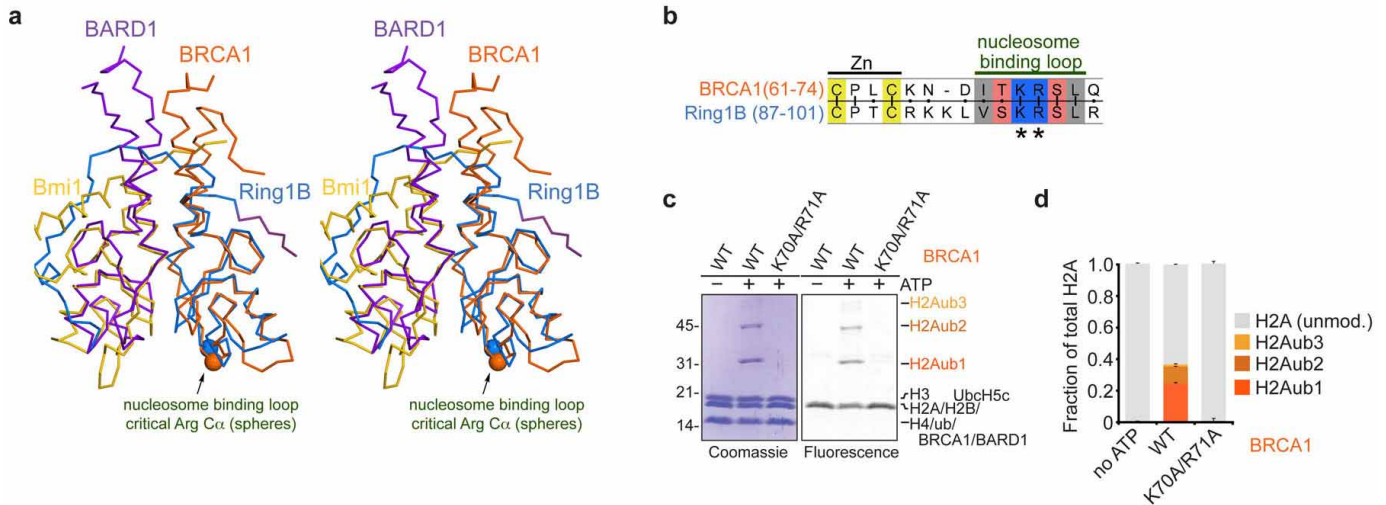 a
BARD1
BRCA1
Bmi1
Ring1B
nucleosome binding loop
critical Arg Cα (spheres)
BARD1
BRCA1
Bmi1
Ring1B
nucleosome binding loop
critical Arg Cα (spheres)
b
nucleosome
binding loop
Zn
BRCA1(61-74) C P L C K N - D I T K R S L Q
Ring1B (87-101) C P T C R K K L V S K R S L R
* *
c
WT WT K70A/R71A WT WT K70A/R71A BRCA1
− + + − + + ATP
H2Aub3
45- H2Aub2
31- H2Aub1
21- H3 UbcH5c
H2A/H2B/
14- H4/ub/
BRCA1/BARD1
Coomassie Fluorescence
d
Fraction of total H2A
1.0
0.8
0.6
0.4
0.2
0
no ATP WT K70A/R71A BRCA1
H2A (unmod.)
H2Aub3
H2Aub2
H2Aub1